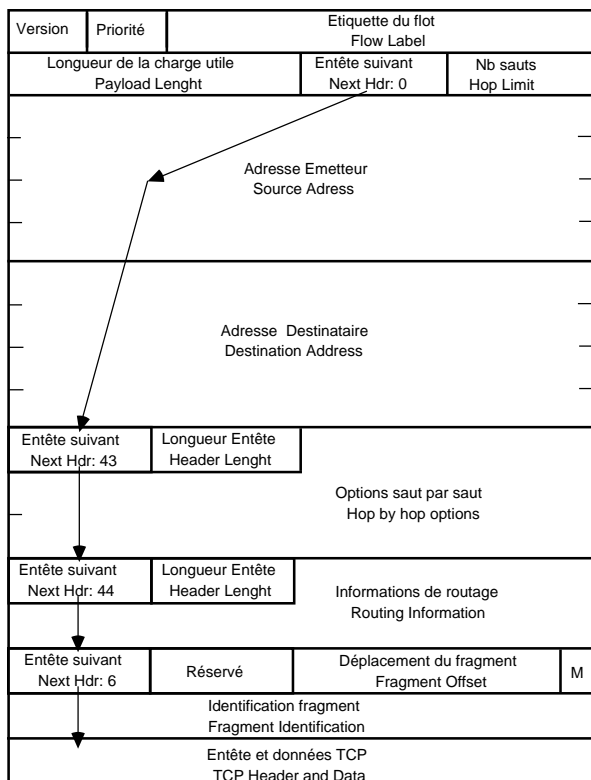 Version
Priorité
Etiquette du flot
Flow Label
Longueur de la charge utile
Payload Lenght
Entête suivant
Next Hdr: 0
Nb sauts
Hop Limit
Adresse Emetteur
Source Adress
Adresse Destinataire
Destination Address
Entête suivant
Next Hdr: 43
Longueur Entête
Header Lenght
Options saut par saut
Hop by hop options
Entête suivant
Next Hdr: 44
Longueur Entête
Header Lenght
Informations de routage
Routing Information
Entête suivant
Next Hdr: 6
Réservé
Déplacement du fragment
Fragment Offset
M
Identification fragment
Fragment Identification
Entête et données TCP
TCP Header and Data